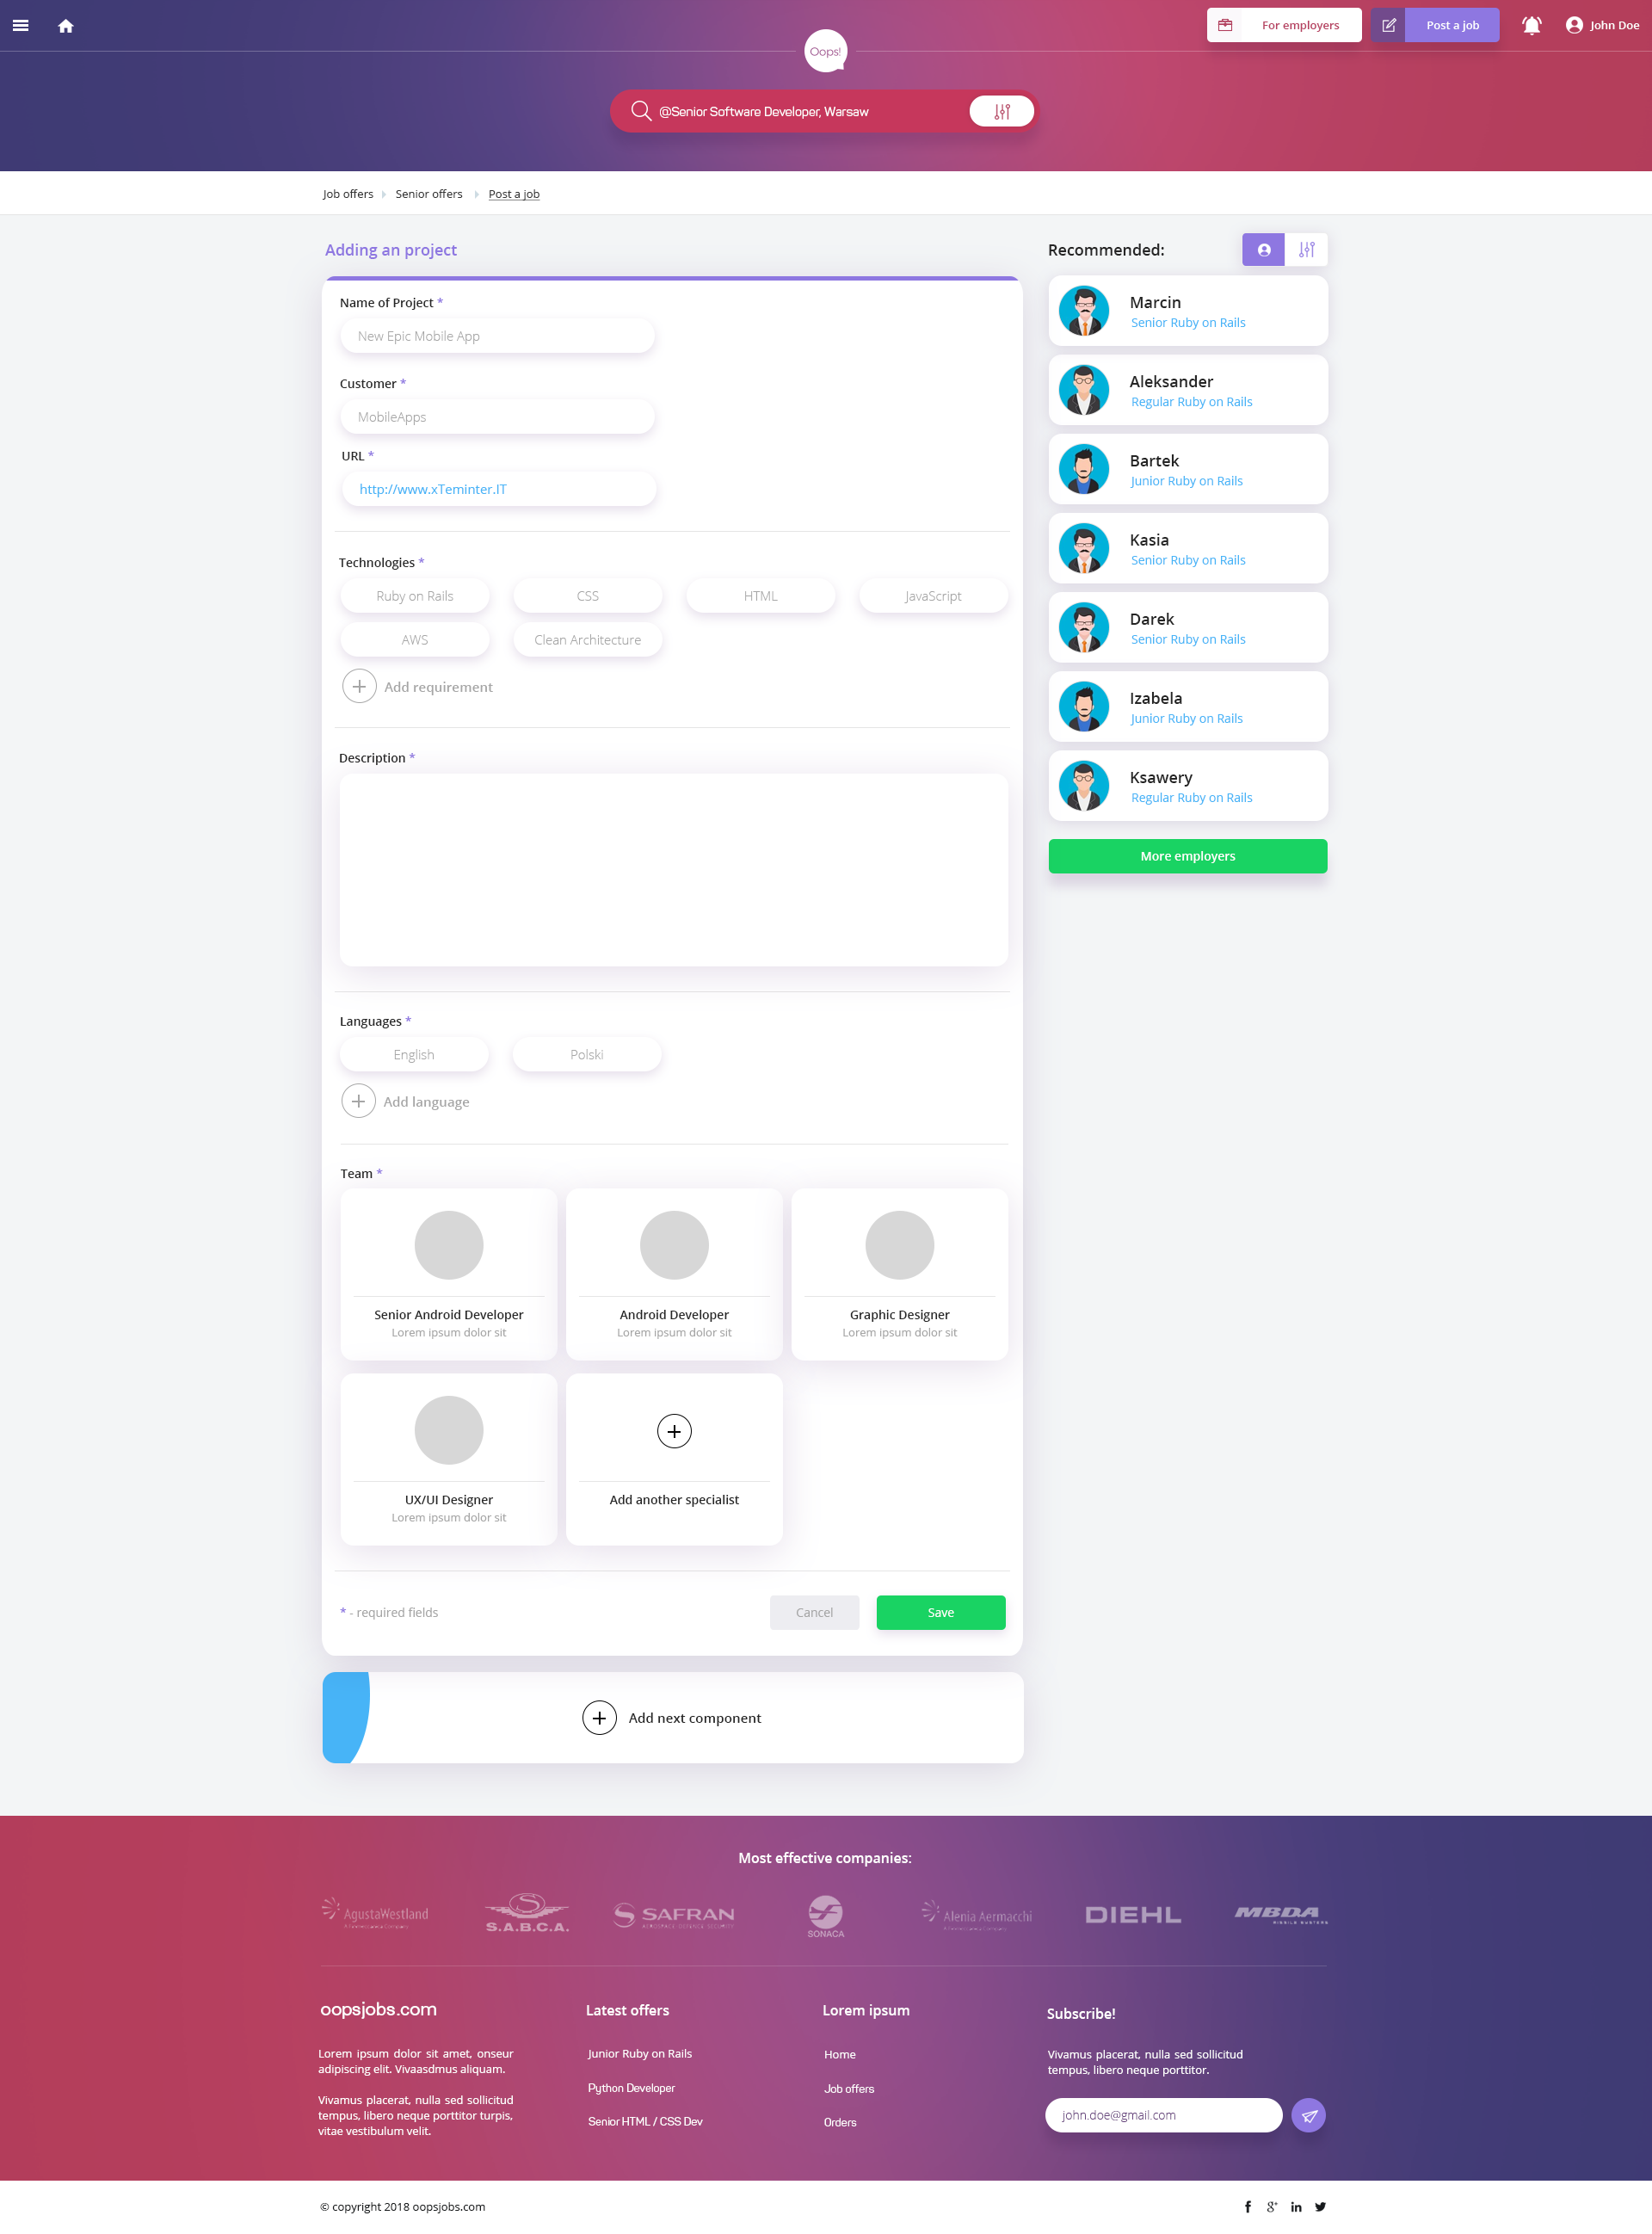 For employers
Post a job
John Doe
Oops!
@Senior Software Developer, Warsaw
Job offers
Senior offers
Post a job
Adding an project
Name of Project *
New Epic Mobile App
Customer *
MobileApps
URL *
http://www.xTeminter.IT
Technologies *
Ruby on Rails
CSS
HTML
JavaScript
AWS
Clean Architecture
Add requirement
Description *
Languages *
English
Polski
Add language
Team *
Senior Android Developer
Lorem ipsum dolor sit
Android Developer
Lorem ipsum dolor sit
Graphic Designer
Lorem ipsum dolor sit
UX/UI Designer
Lorem ipsum dolor sit
Add another specialist
* - required fields
Cancel
Save
Add next component
Recommended:
Marcin
Senior Ruby on Rails
Aleksander
Regular Ruby on Rails
Bartek
Junior Ruby on Rails
Kasia
Senior Ruby on Rails
Darek
Senior Ruby on Rails
Izabela
Junior Ruby on Rails
Ksawery
Regular Ruby on Rails
More employers
Most effective companies:
AgustaWestland
S.A.B.C.A.
SAFRAN
AEROSPACE DEFENCE SECURITY
SONACA
Alenia Aermacchi
DIEHL
MBDA
MISSILE SYSTEMS
oopsjobs.com
Lorem ipsum dolor sit amet, onseur
adipiscing elit. Vivaasdmus aliquam.
Vivamus placerat, nulla sed sollicitud
tempus, libero neque porttitor turpis,
vitae vestibulum velit.
Latest offers
Junior Ruby on Rails
Python Developer
Senior HTML / CSS Dev
Lorem ipsum
Home
Job offers
Orders
Subscribe!
Vivamus placerat, nulla sed sollicitud
tempus, libero neque porttitor.
john.doe@gmail.com
© copyright 2018 oopsjobs.com